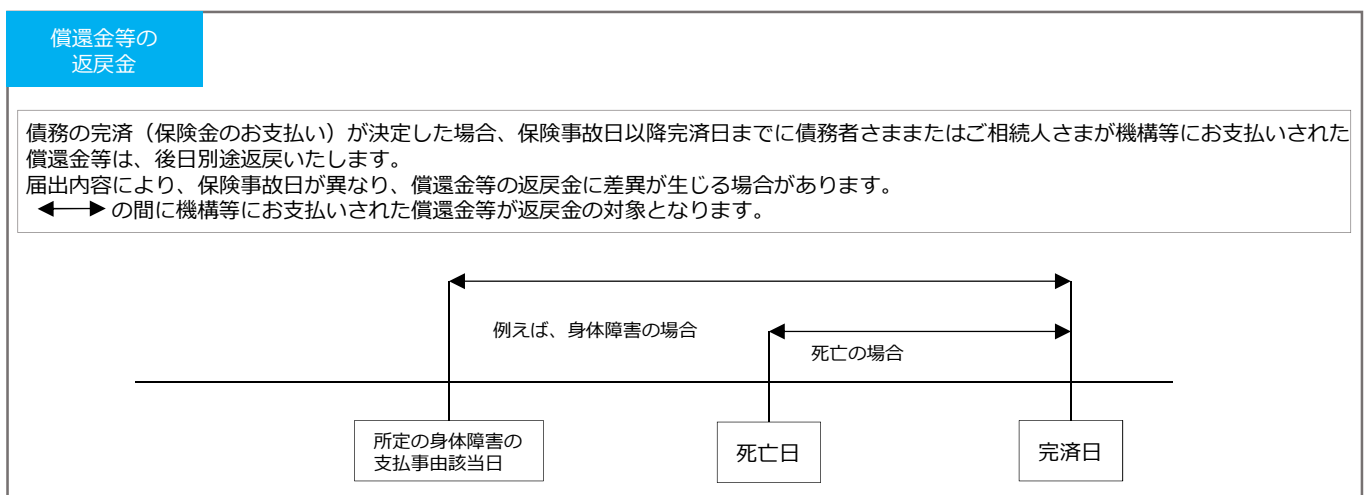 償還金等の
返戻金
債務の完済（保険金のお支払い）が決定した場合、保険事故日以降完済日までに債務者さままたはご相続人さまが機構等にお支払いされた
償還金等は、後日別途返戻いたします。
届出内容により、保険事故日が異なり、償還金等の返戻金に差異が生じる場合があります。
の間に機構等にお支払いされた償還金等が返戻金の対象となります。
例えば、身体障害の場合
死亡の場合
所定の身体障害の
支払事由該当日
死亡日
完済日